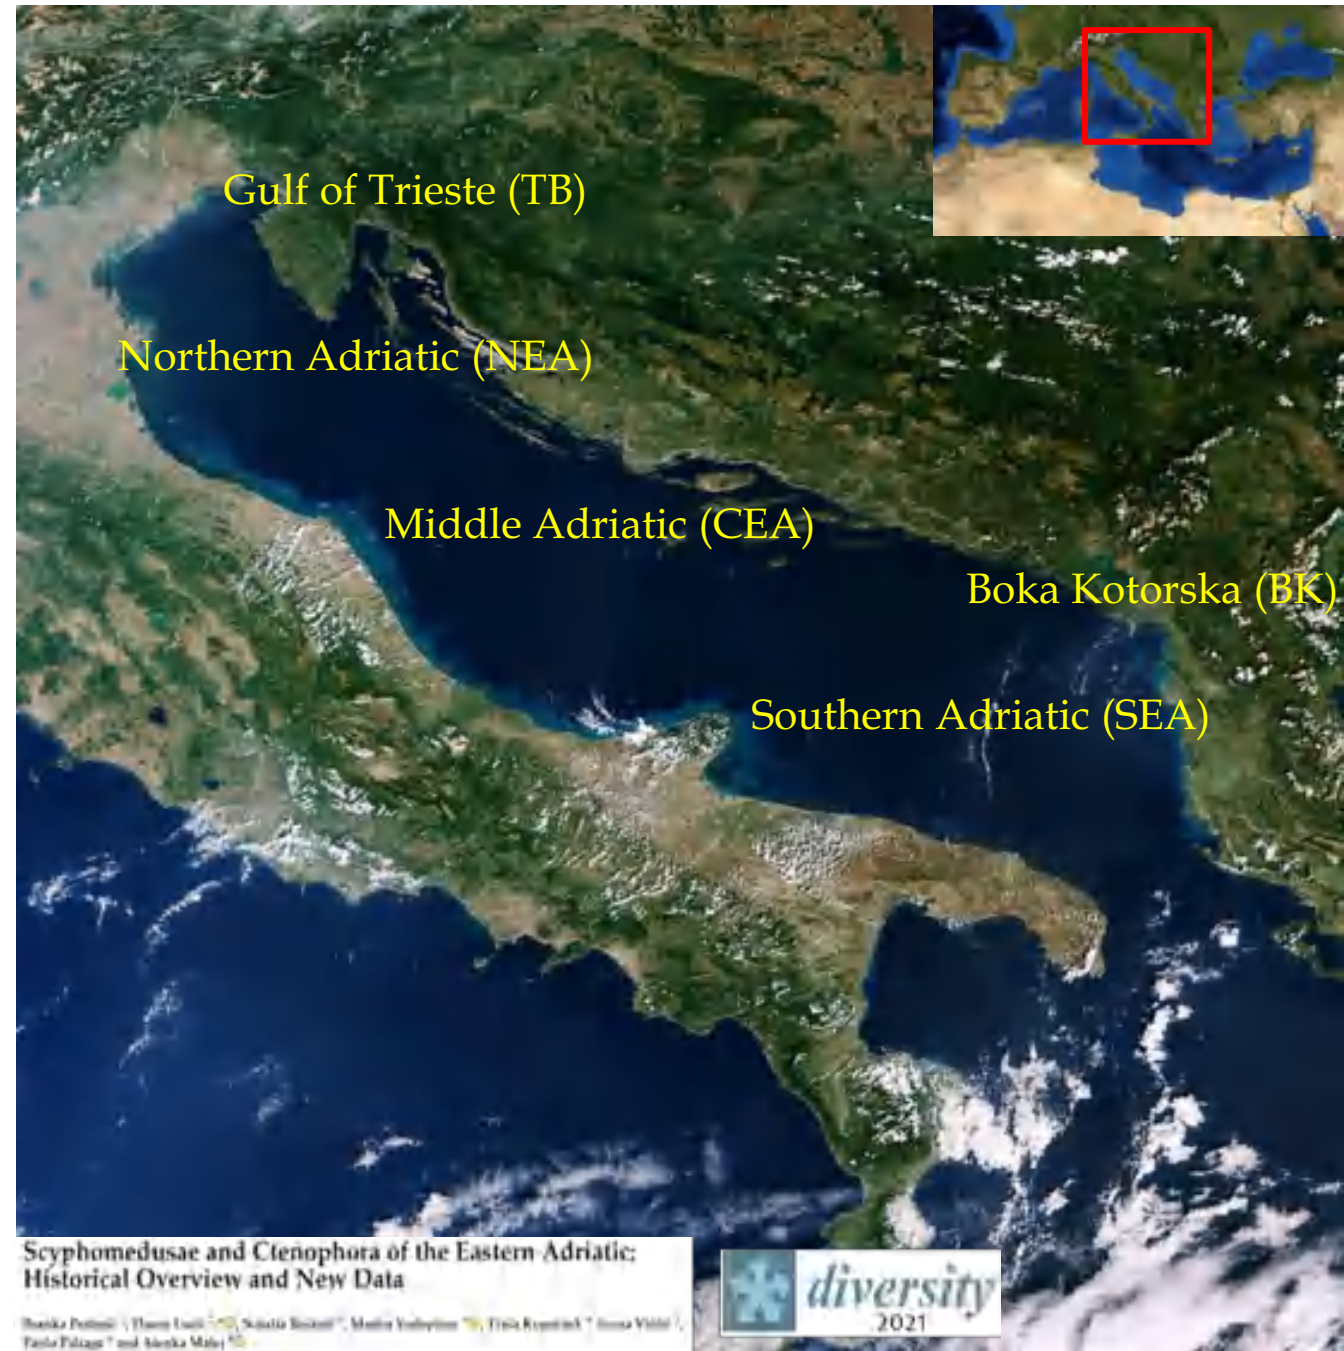 Gulf of Trieste (TB)
Northern Adriatic (NEA)
Middle Adriatic (CEA)
Boka Kotorska (BK)
Southern Adriatic (SEA)
Scyphomedusae and Ctenophora of the Eastern Adriatic:
Historical Overview and New Data
diversity
2021